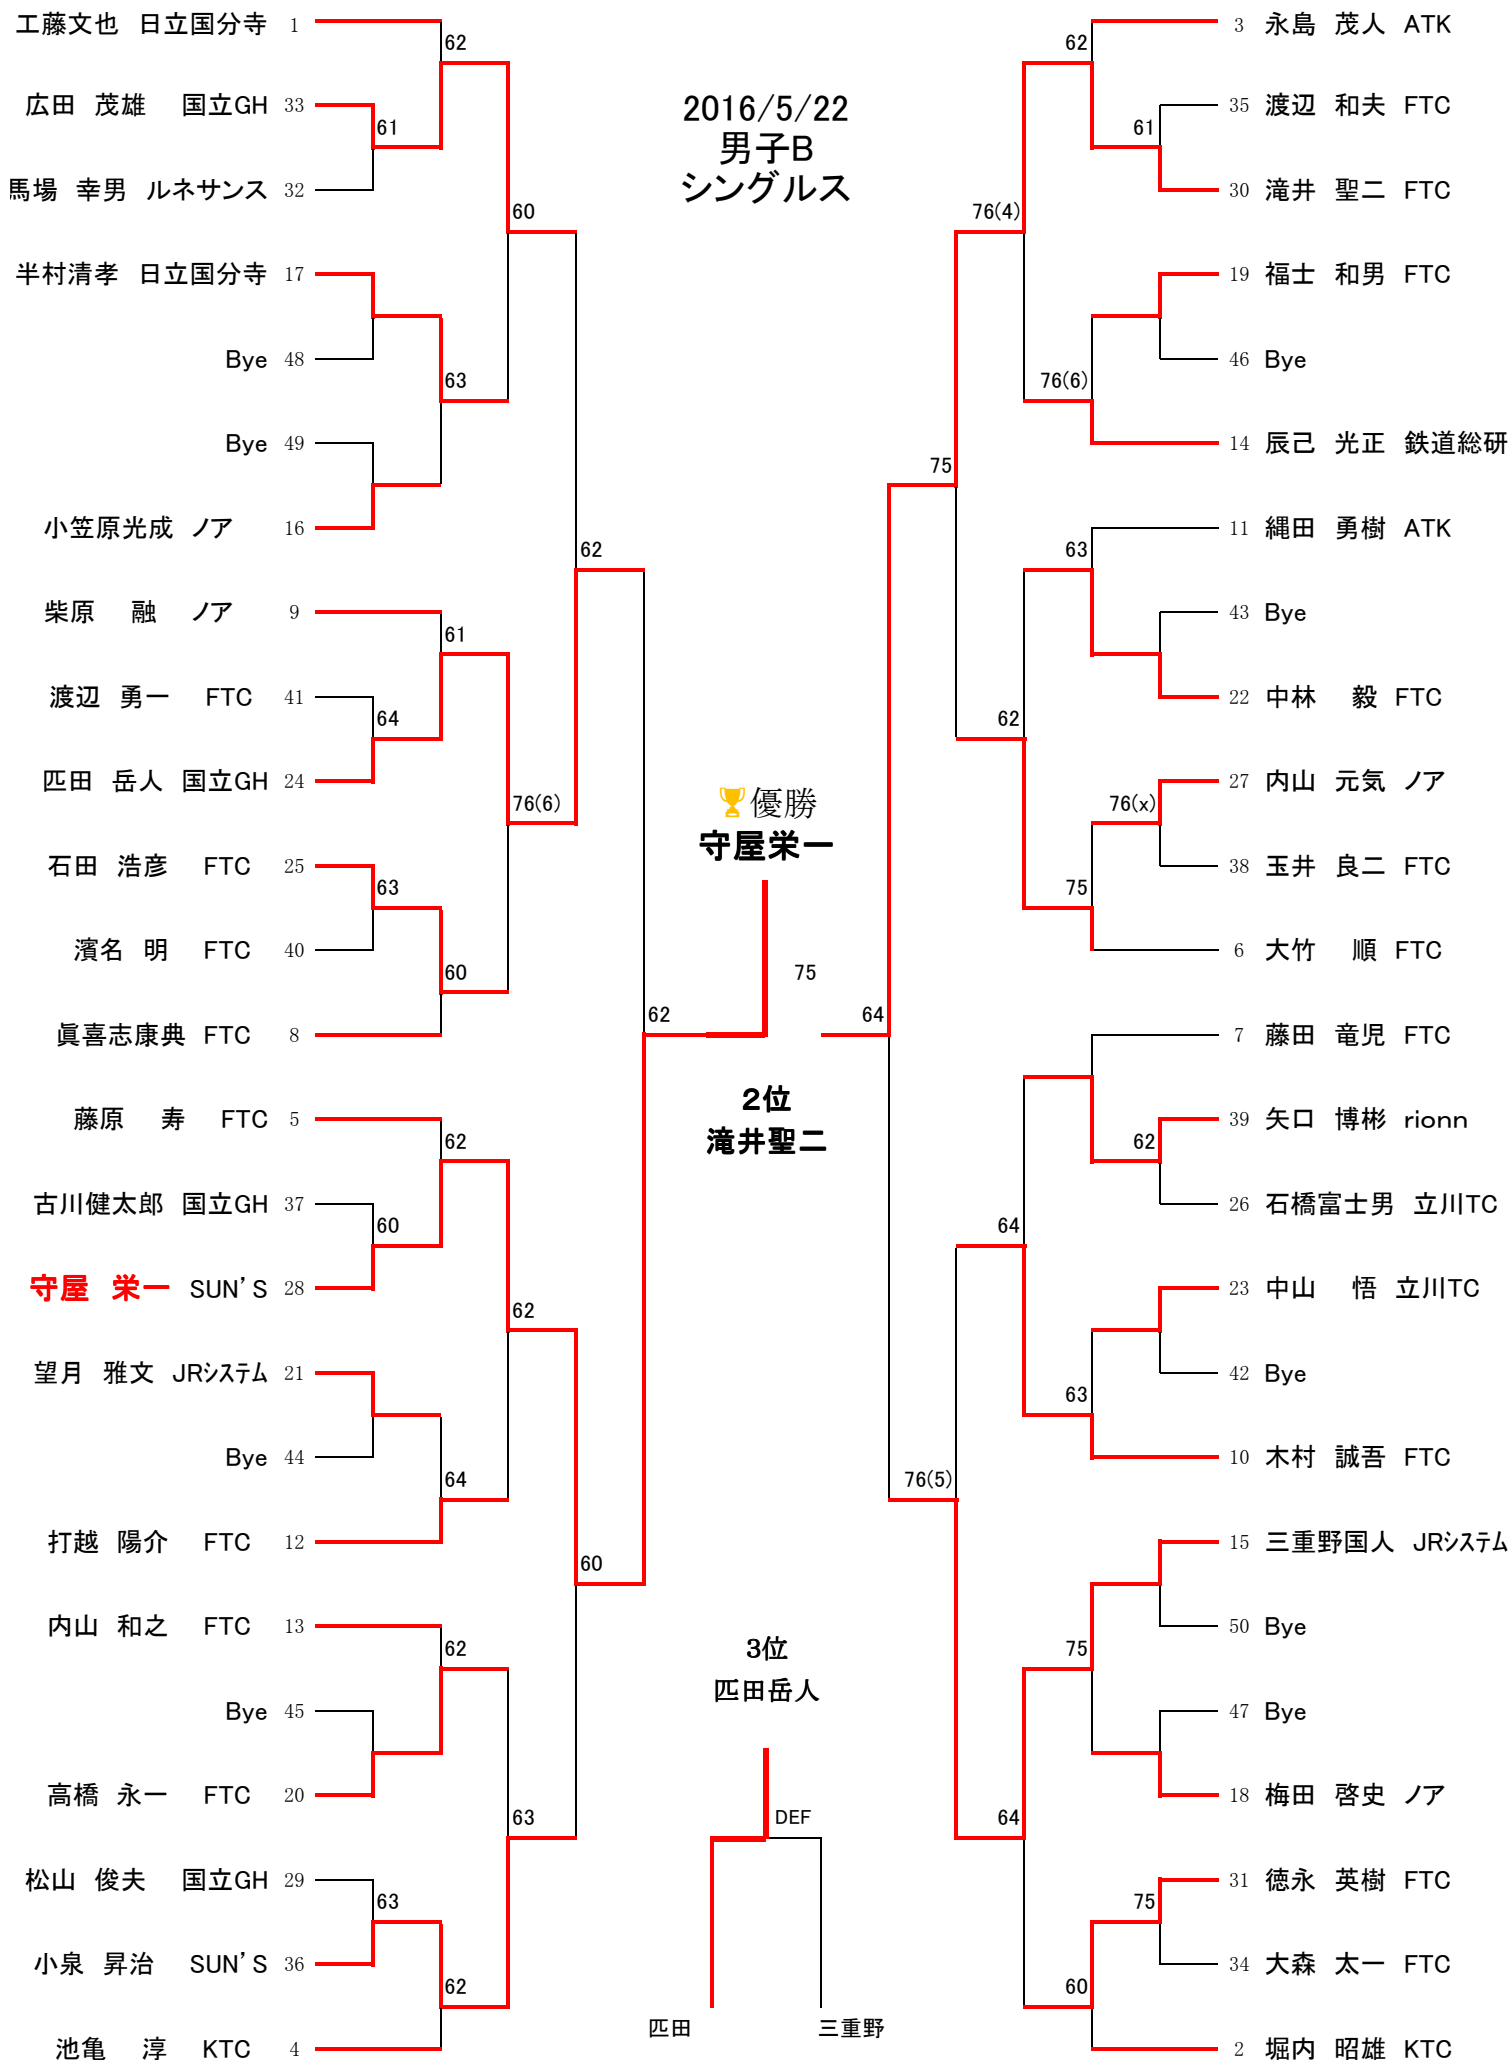 2016/5/22
男子B
シングルス
工藤文也 日立国分寺 1
62
広田 茂雄 国立GH 33
61
馬場 幸男 ルネサンス 32
60
半村清孝 日立国分寺 17
Bye 48
63
Bye 49
小笠原光成 ノア 16
62
柴原 融 ノア 9
61
渡辺 勇一 FTC 41
64
匹田 岳人 国立GH 24
76(6)
石田 浩彦 FTC 25
63
濱名 明 FTC 40
60
眞喜志康典 FTC 8
62
藤原 寿 FTC 5
62
古川健太郎 国立GH 37
60
守屋 栄一 SUN'S 28
62
望月 雅文 JRシステム 21
Bye 44
64
打越 陽介 FTC 12
60
内山 和之 FTC 13
62
Bye 45
高橋 永一 FTC 20
63
松山 俊夫 国立GH 29
63
小泉 昇治 SUN'S 36
62
池亀 淳 KTC 4
🏆優勝
守屋栄一
75
2位
滝井聖二
3位
匹田岳人
DEF
匹田 三重野
3 永島 茂人 ATK
62
35 渡辺 和夫 FTC
61
30 滝井 聖二 FTC
76(4)
19 福士 和男 FTC
46 Bye
76(6)
14 辰己 光正 鉄道総研
75
11 縄田 勇樹 ATK
63
43 Bye
22 中林 毅 FTC
62
27 内山 元気 ノア
76(x)
38 玉井 良二 FTC
75
6 大竹 順 FTC
64
7 藤田 竜児 FTC
39 矢口 博彬 rionn
62
26 石橋富士男 立川TC
64
23 中山 悟 立川TC
42 Bye
63
10 木村 誠吾 FTC
76(5)
15 三重野国人 JRシステム
50 Bye
75
47 Bye
18 梅田 啓史 ノア
64
31 徳永 英樹 FTC
75
34 大森 太一 FTC
60
2 堀内 昭雄 KTC